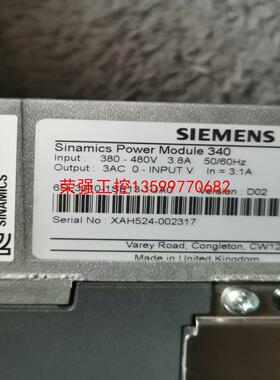 SIEMENS
Sinamics Power Module 340
Input : 380 - 480V 3.8A 50/60Hz
Output : 3AC 0 - INPUT V In = 3.1A
Version : D02
荣强工控13599770682
Serial No : XAH524-002317
Varey Road, Congleton, CW12
Made in United Kingdom
SINAMICS